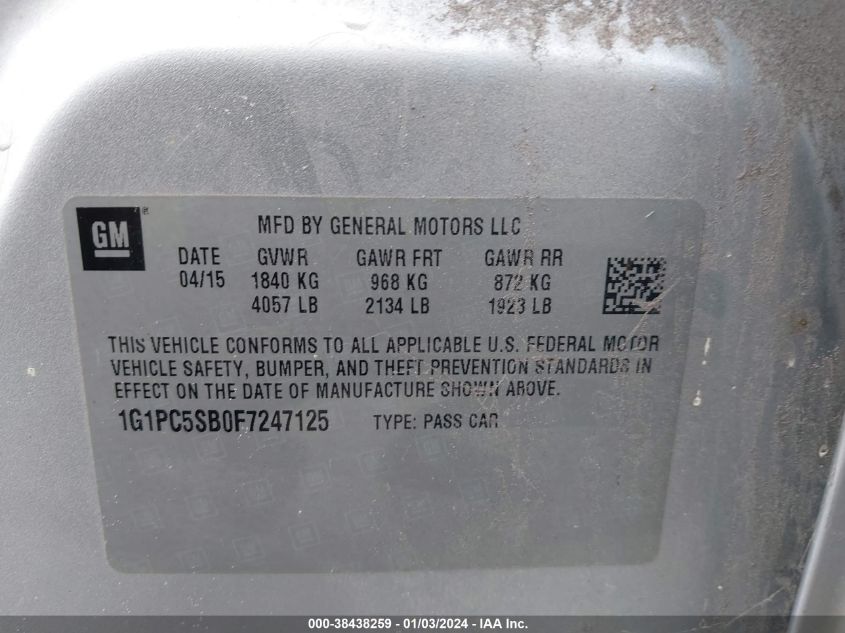 GM
MFD BY GENERAL MOTORS LLC
DATE GVWR GAWR FRT GAWR RR
04/15 1840 KG 968 KG 872 KG
4057 LB 2134 LB 1923 LB
THIS VEHICLE CONFORMS TO ALL APPLICABLE U.S. FEDERAL MOTOR
VEHICLE SAFETY, BUMPER, AND THEFT PREVENTION STANDARDS IN
EFFECT ON THE DATE OF MANUFACTURE SHOWN ABOVE.
1G1PC5SB0F7247125 TYPE: PASS CAR
000-38438259 - 01/03/2024 - IAA Inc.